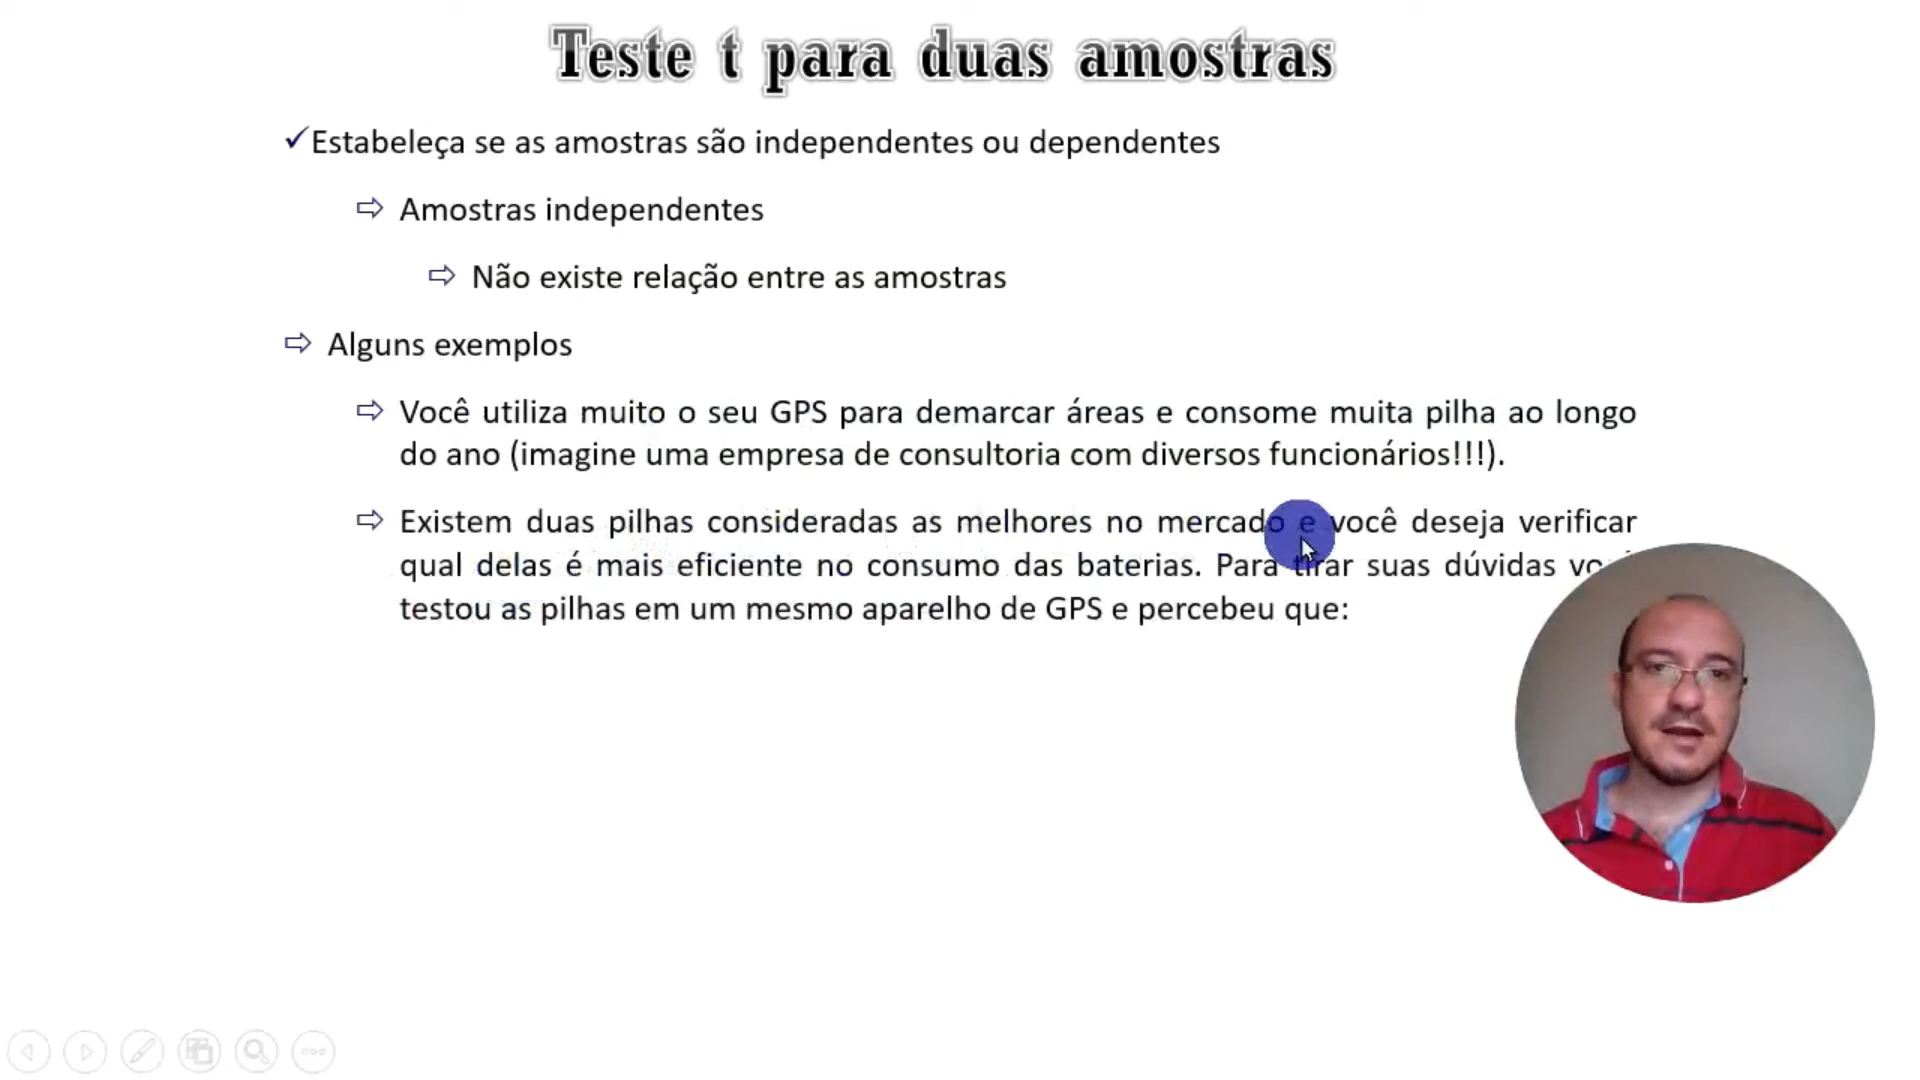 Teste t para duas amostras
✓Estabeleça se as amostras são independentes ou dependentes
⇨ Amostras independentes
⇨ Não existe relação entre as amostras
⇨ Alguns exemplos
⇨ Você utiliza muito o seu GPS para demarcar áreas e consome muita pilha ao longo
do ano (imagine uma empresa de consultoria com diversos funcionários!!!).
⇨ Existem duas pilhas consideradas as melhores no mercado e você deseja verificar
qual delas é mais eficiente no consumo das baterias. Para tirar suas dúvidas
testou as pilhas em um mesmo aparelho de GPS e percebeu que: